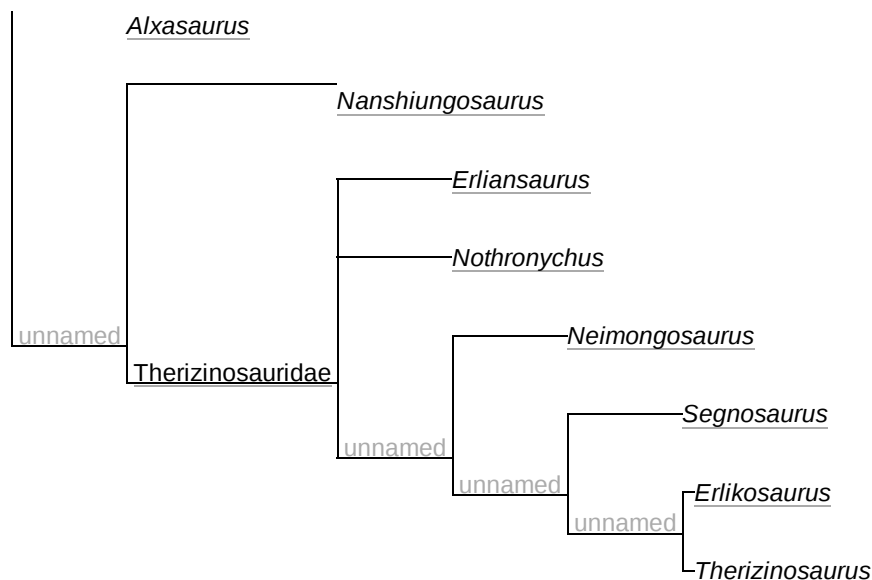 Alxasaurus
Nanshiungosaurus
Erliansaurus
Nothronychus
unnamed
Neimongosaurus
Therizinosauridae
Segnosaurus
unnamed
unnamed
Erlikosaurus
unnamed
Therizinosaurus